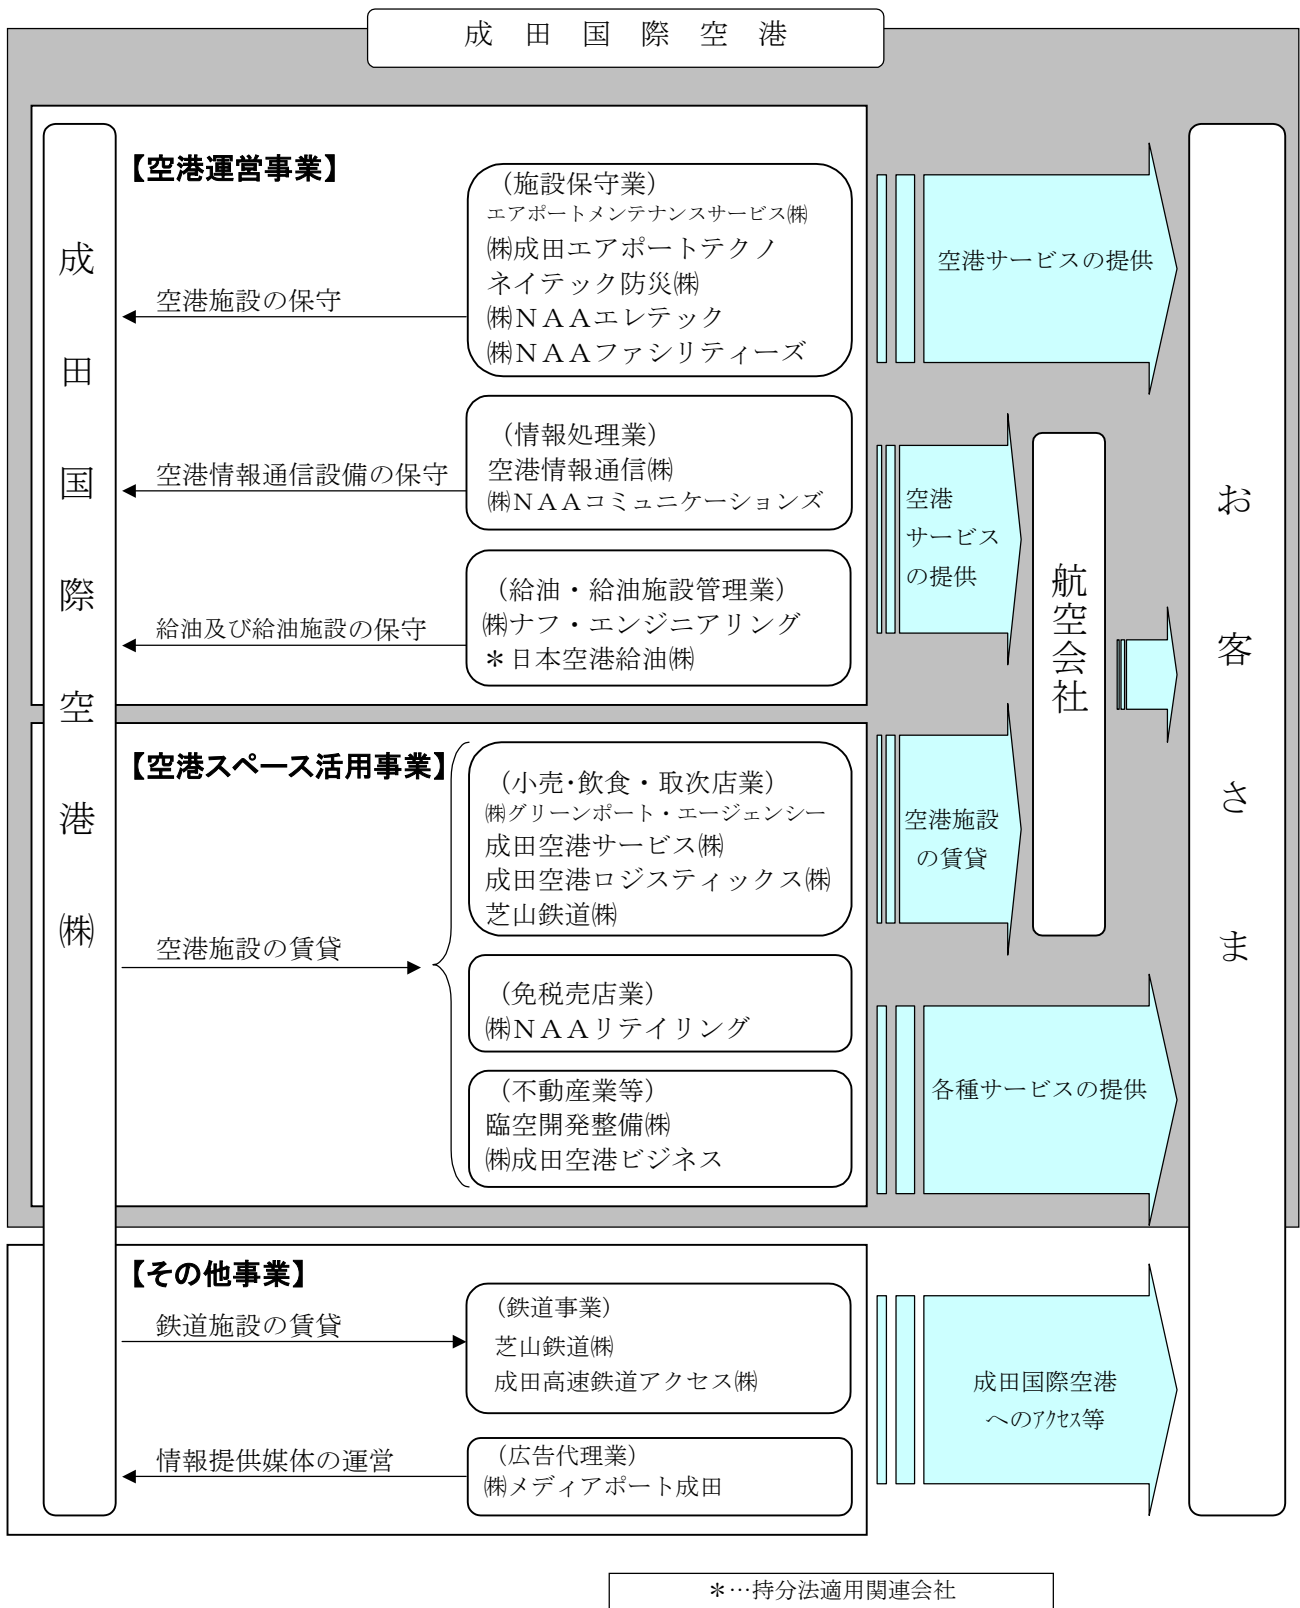 成田国際空港
成田国際空港㈱
【空港運営事業】
空港施設の保守
（施設保守業）
エアポートメンテナンスサービス㈱
㈱成田エアポートテクノ
ネイテック防災㈱
㈱ＮＡＡエレテック
㈱ＮＡＡファシリティーズ
空港情報通信設備の保守
（情報処理業）
空港情報通信㈱
㈱ＮＡＡコミュニケーションズ
給油及び給油施設の保守
（給油・給油施設管理業）
㈱ナフ・エンジニアリング
＊日本空港給油㈱
空港サービスの提供
空港
サービス
の提供
航空会社
お客さま
【空港スペース活用事業】
空港施設の賃貸
（小売･飲食・取次店業）
㈱グリーンポート・エージェンシー
成田空港サービス㈱
成田空港ロジスティックス㈱
芝山鉄道㈱
（免税売店業）
㈱ＮＡＡリテイリング
（不動産業等）
臨空開発整備㈱
㈱成田空港ビジネス
空港施設
の賃貸
各種サービスの提供
【その他事業】
鉄道施設の賃貸
（鉄道事業）
芝山鉄道㈱
成田高速鉄道アクセス㈱
情報提供媒体の運営
（広告代理業）
㈱メディアポート成田
成田国際空港
へのｱｸｾｽ等
＊…持分法適用関連会社